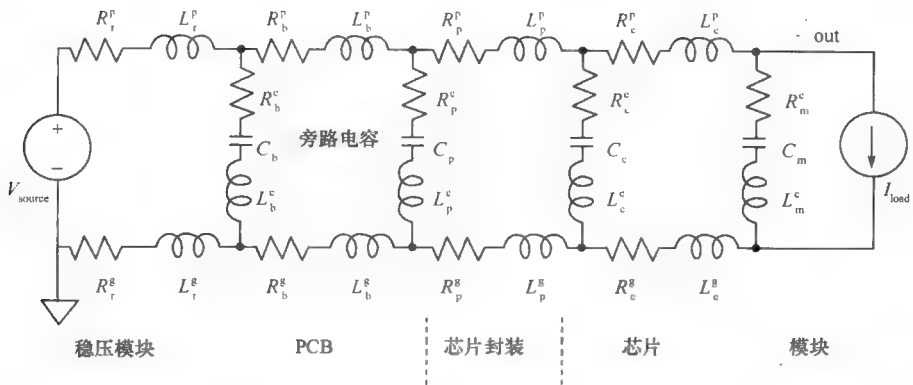 R_r^p L_r^p R_b^p L_b^p R_p^p L_p^p R_c^p L_c^p out
R_b^c R_p^c R_c^c R_m^c
旁路电容
C_b C_p C_c C_m
+
−
V_source L_b^c L_p^c L_c^c L_m^c I_load
R_r^g L_r^g R_b^g L_b^g R_p^g L_p^g R_c^g L_c^g
稳压模块 PCB 芯片封装 芯片 模块